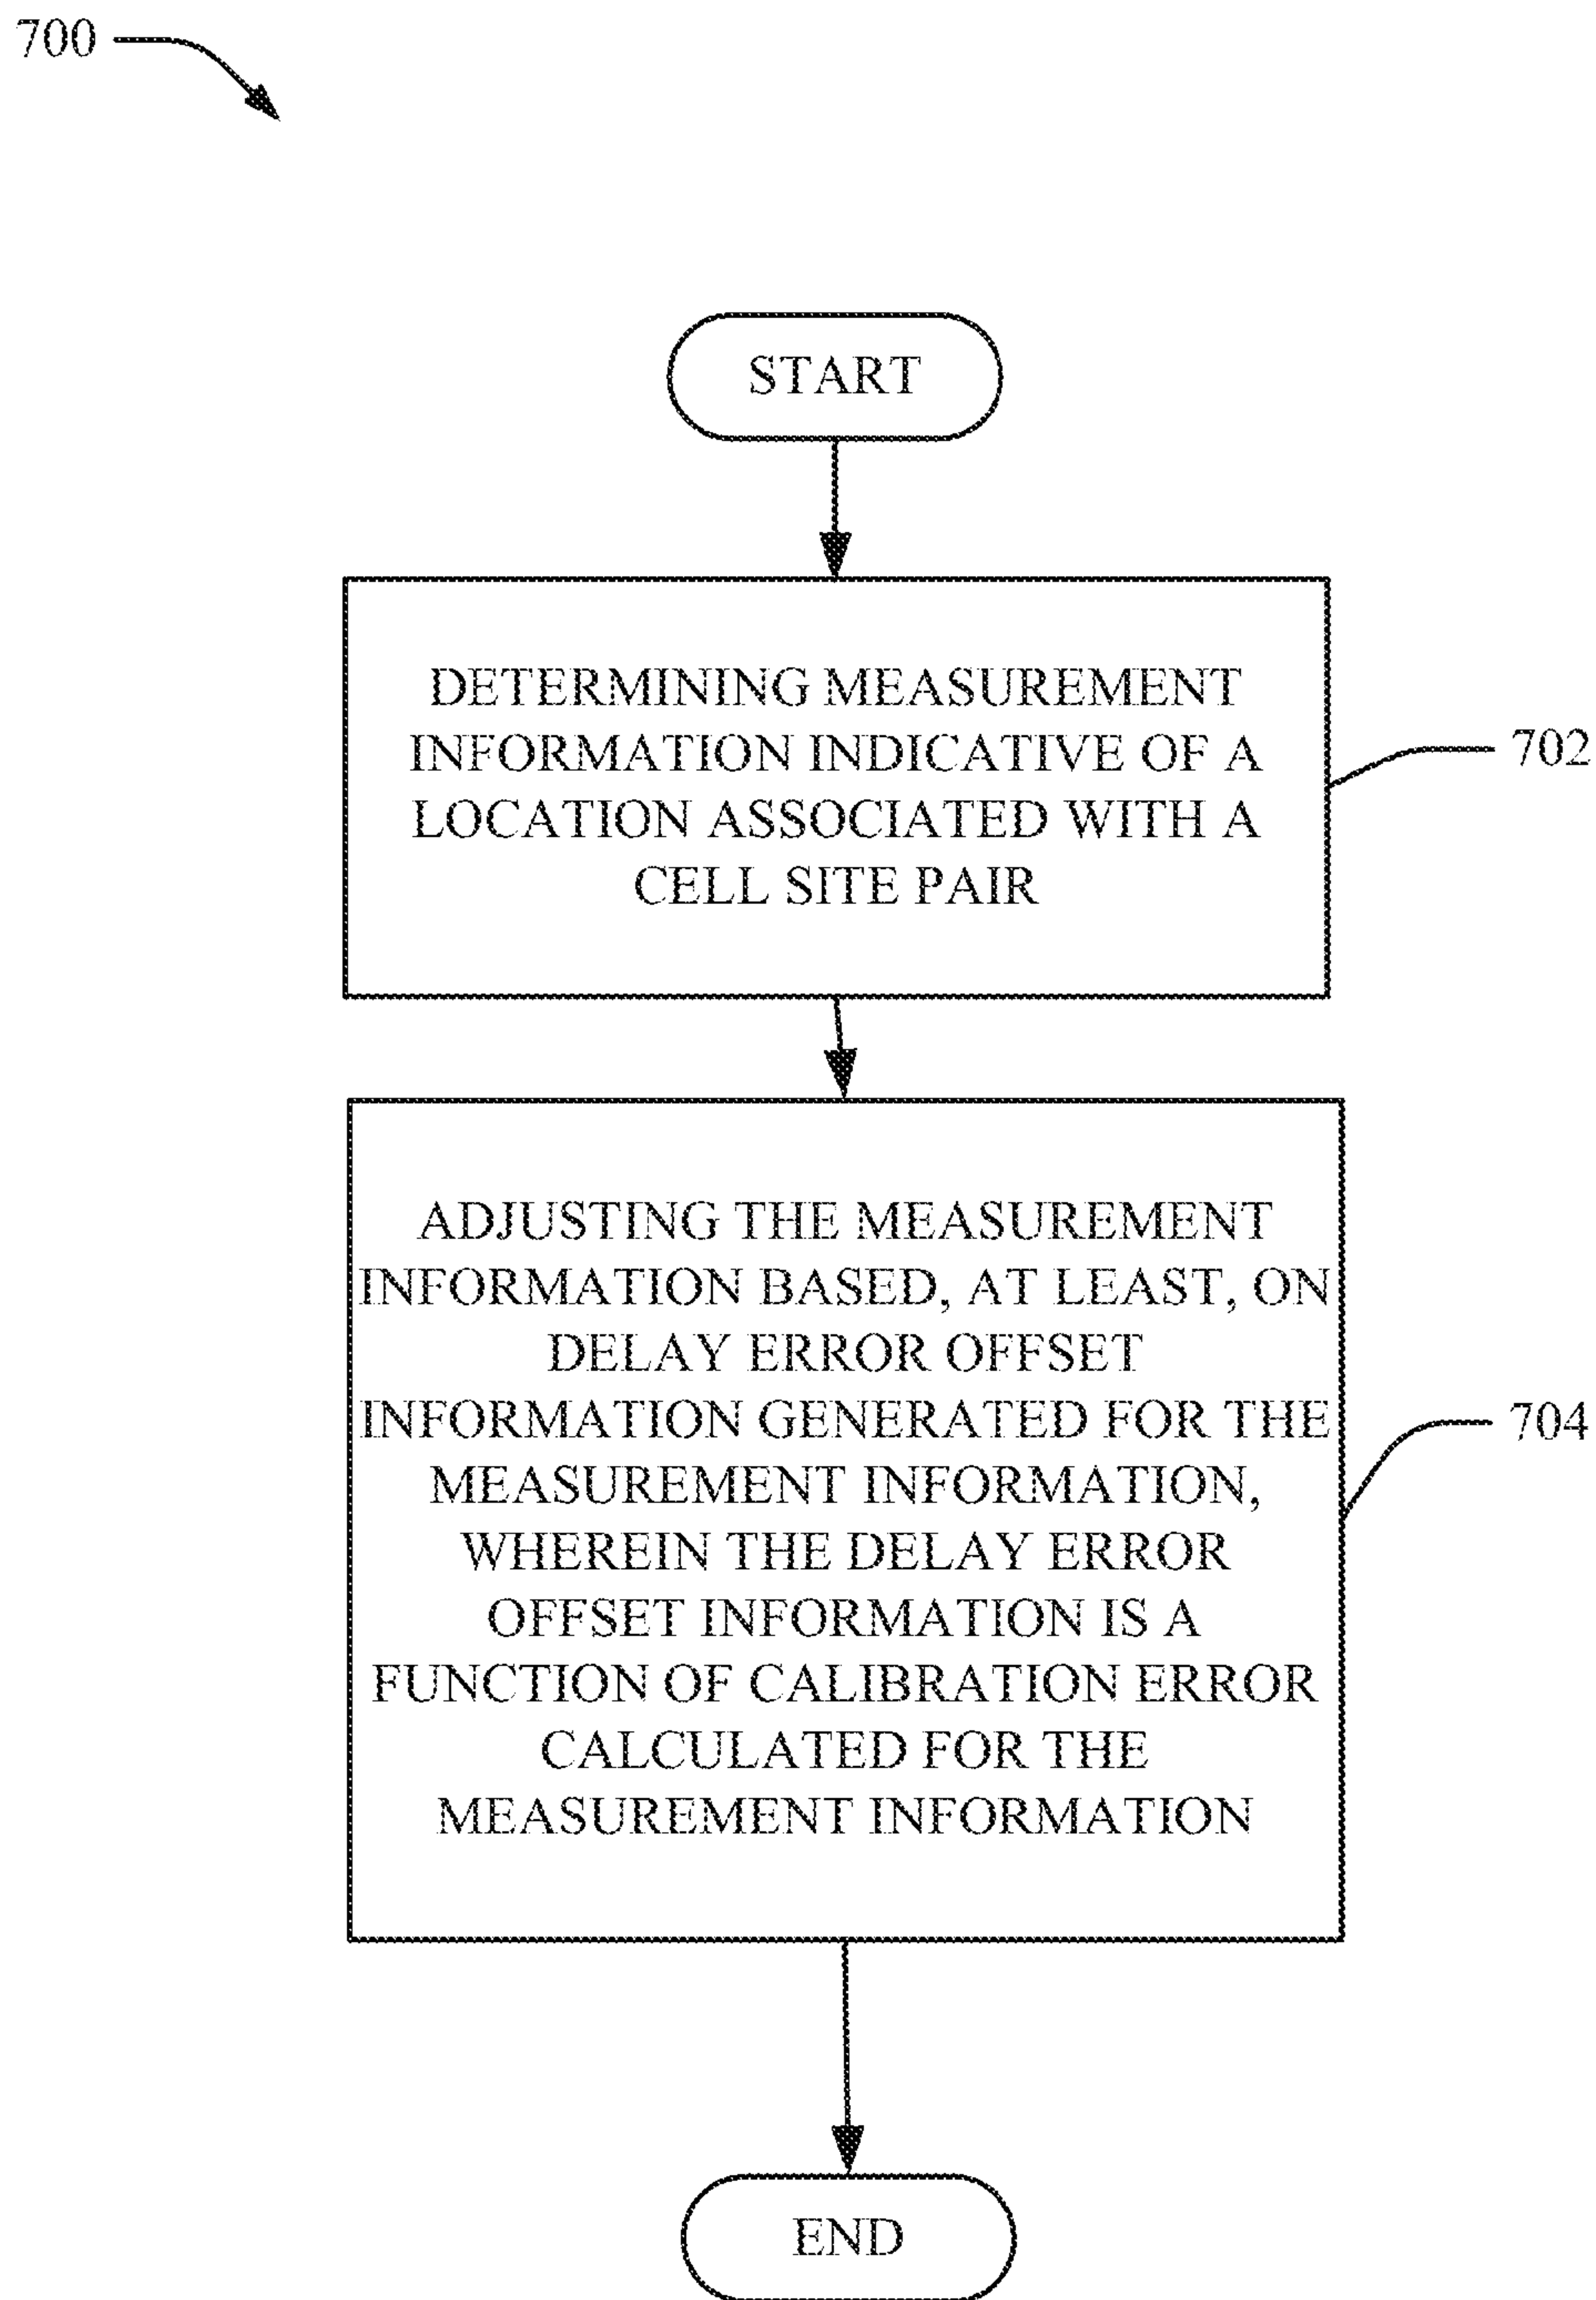 700
START
DETERMINING MEASUREMENT
INFORMATION INDICATIVE OF A
LOCATION ASSOCIATED WITH A
CELL SITE PAIR
702
ADJUSTING THE MEASUREMENT
INFORMATION BASED, AT LEAST, ON
DELAY ERROR OFFSET
INFORMATION GENERATED FOR THE
MEASUREMENT INFORMATION,
WHEREIN THE DELAY ERROR
OFFSET INFORMATION IS A
FUNCTION OF CALIBRATION ERROR
CALCULATED FOR THE
MEASUREMENT INFORMATION
704
END